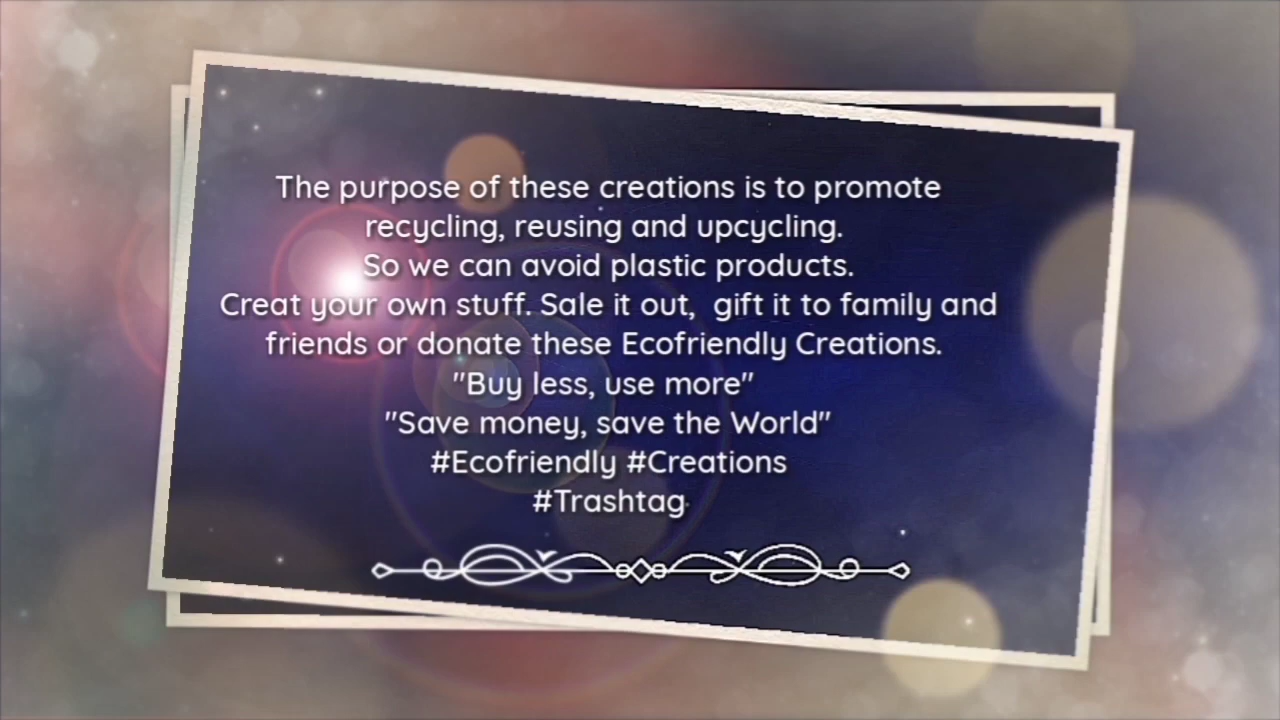 The purpose of these creations is to promote
recycling, reusing and upcycling.
So we can avoid plastic products.
Creat your own stuff. Sale it out,  gift it to family and
friends or donate these Ecofriendly Creations.
"Buy less, use more"
"Save money, save the World"
#Ecofriendly #Creations
#Trashtag